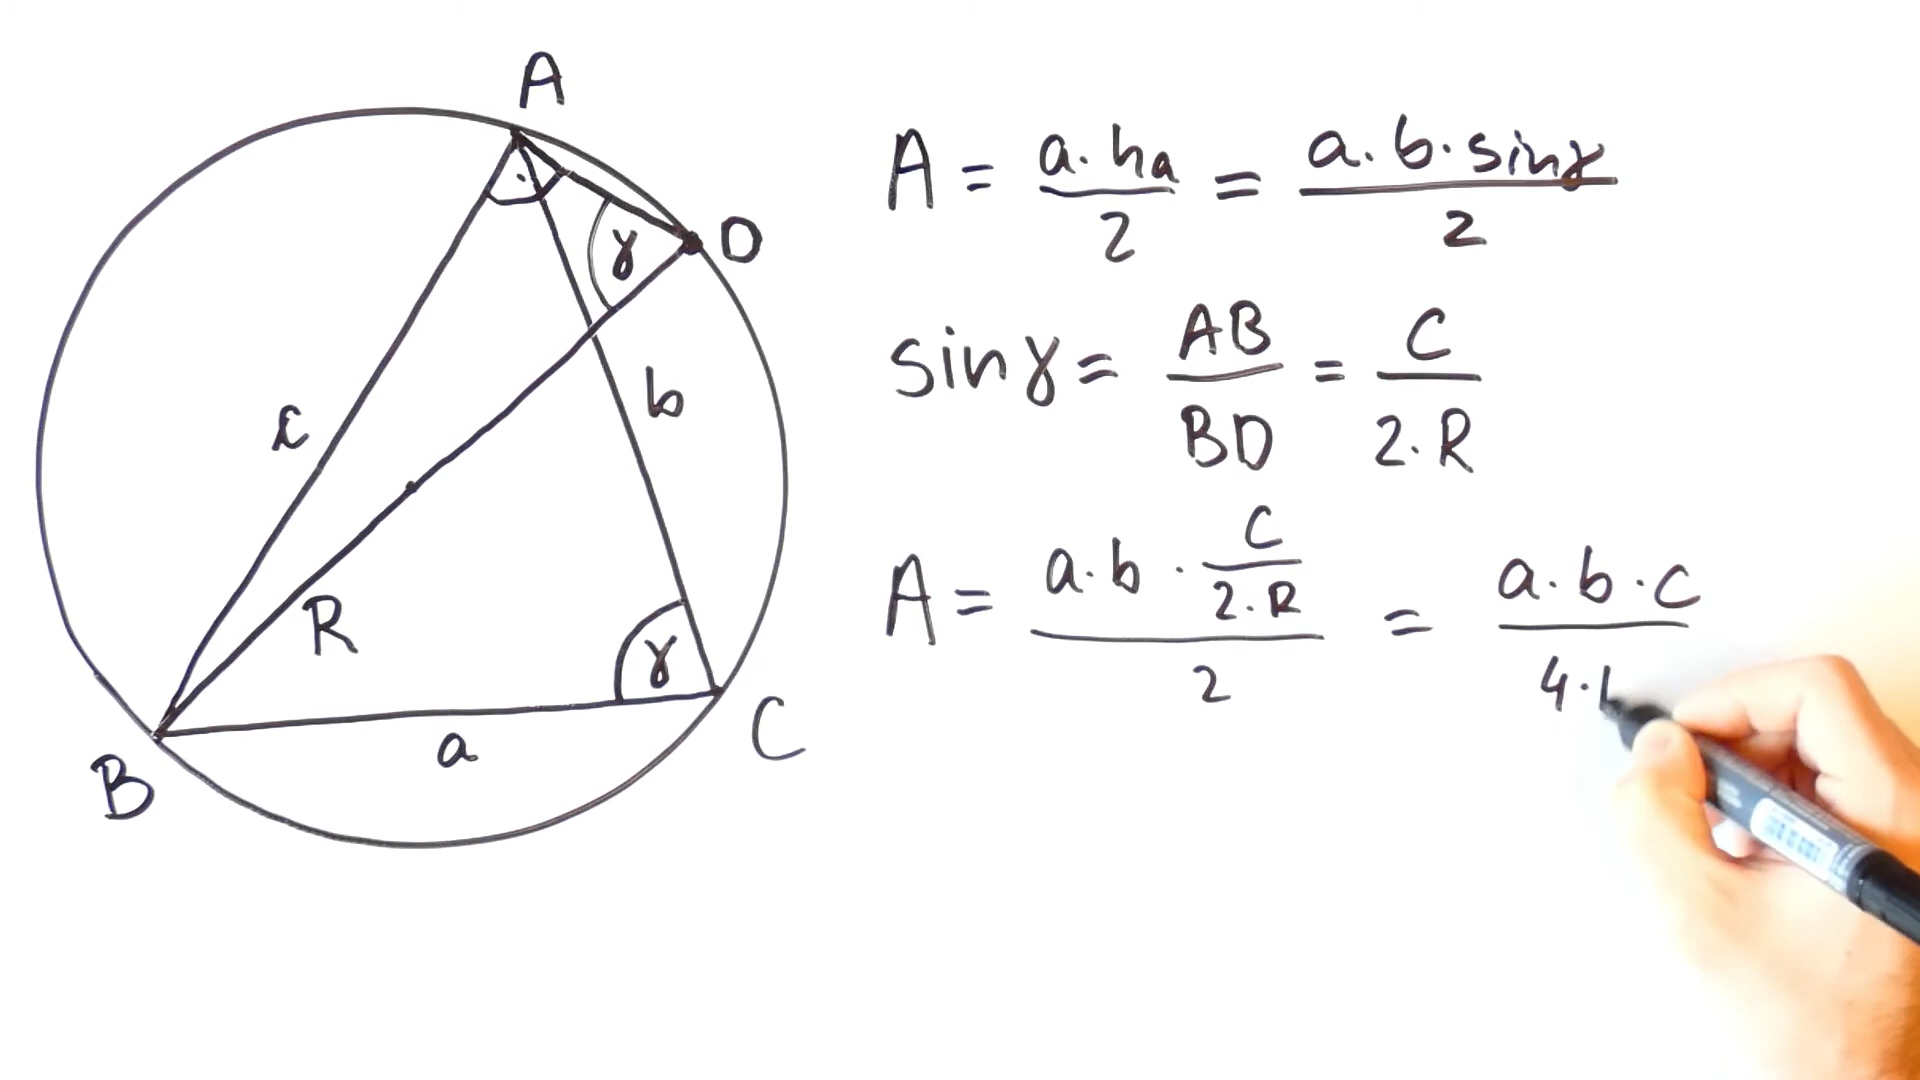 A
D
γ
c
b
R
γ
a
B
C
A = a·ha/2 = a·b·sinγ/2
sinγ = AB/BD = c/2·R
A = a·b·c/2·R/2 = a·b·c/4·